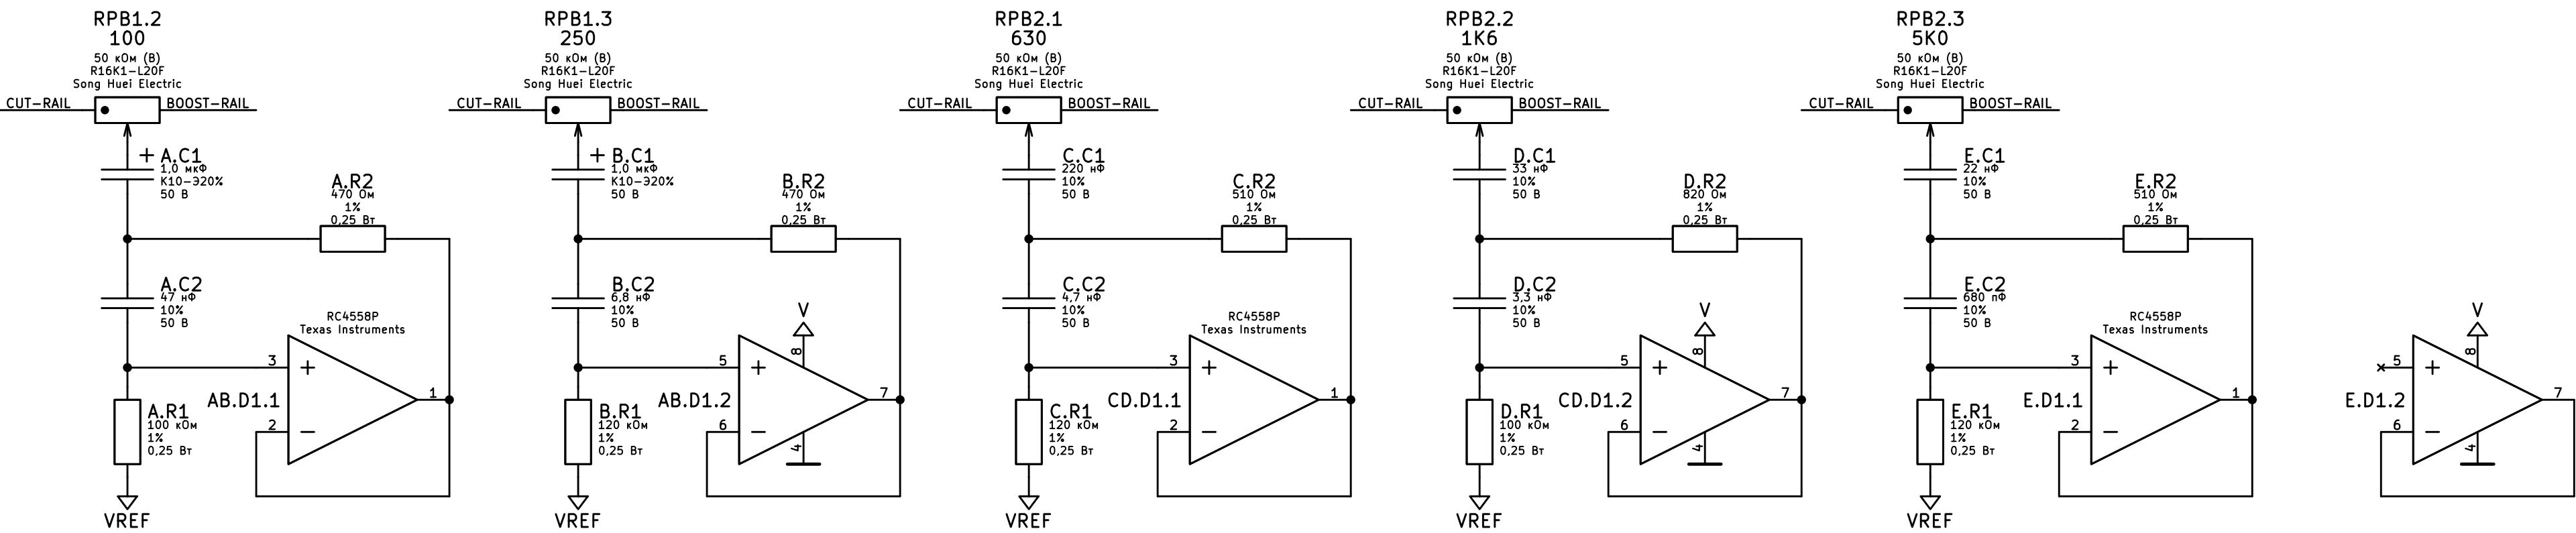 RPB1.2
100
50 кОм (B)
R16K1-L20F
Song Huei Electric
CUT-RAIL
BOOST-RAIL
+
A.C1
1,0 мкФ
К10-Э20%
50 В
A.R2
470 Ом
1%
0,25 Вт
A.C2
47 нФ
10%
50 В
RC4558P
Texas Instruments
3
+
AB.D1.1
1
2
−
A.R1
100 кОм
1%
0,25 Вт
VREF
RPB1.3
250
50 кОм (B)
R16K1-L20F
Song Huei Electric
CUT-RAIL
BOOST-RAIL
+
B.C1
1,0 мкФ
К10-Э20%
50 В
B.R2
470 Ом
1%
0,25 Вт
B.C2
6,8 нФ
10%
50 В
V
8
5
+
AB.D1.2
7
6
−
4
B.R1
120 кОм
1%
0,25 Вт
VREF
RPB2.1
630
50 кОм (B)
R16K1-L20F
Song Huei Electric
CUT-RAIL
BOOST-RAIL
C.C1
220 нФ
10%
50 В
C.R2
510 Ом
1%
0,25 Вт
C.C2
4,7 нФ
10%
50 В
RC4558P
Texas Instruments
3
+
CD.D1.1
1
2
−
C.R1
120 кОм
1%
0,25 Вт
VREF
RPB2.2
1K6
50 кОм (B)
R16K1-L20F
Song Huei Electric
CUT-RAIL
BOOST-RAIL
D.C1
33 нФ
10%
50 В
D.R2
820 Ом
1%
0,25 Вт
D.C2
3,3 нФ
10%
50 В
V
8
5
+
CD.D1.2
7
6
−
4
D.R1
100 кОм
1%
0,25 Вт
VREF
RPB2.3
5K0
50 кОм (B)
R16K1-L20F
Song Huei Electric
CUT-RAIL
BOOST-RAIL
E.C1
22 нФ
10%
50 В
E.R2
510 Ом
1%
0,25 Вт
E.C2
680 пФ
10%
50 В
RC4558P
Texas Instruments
3
+
E.D1.1
1
2
−
E.R1
120 кОм
1%
0,25 Вт
VREF
V
8
5
+
E.D1.2
7
6
−
4